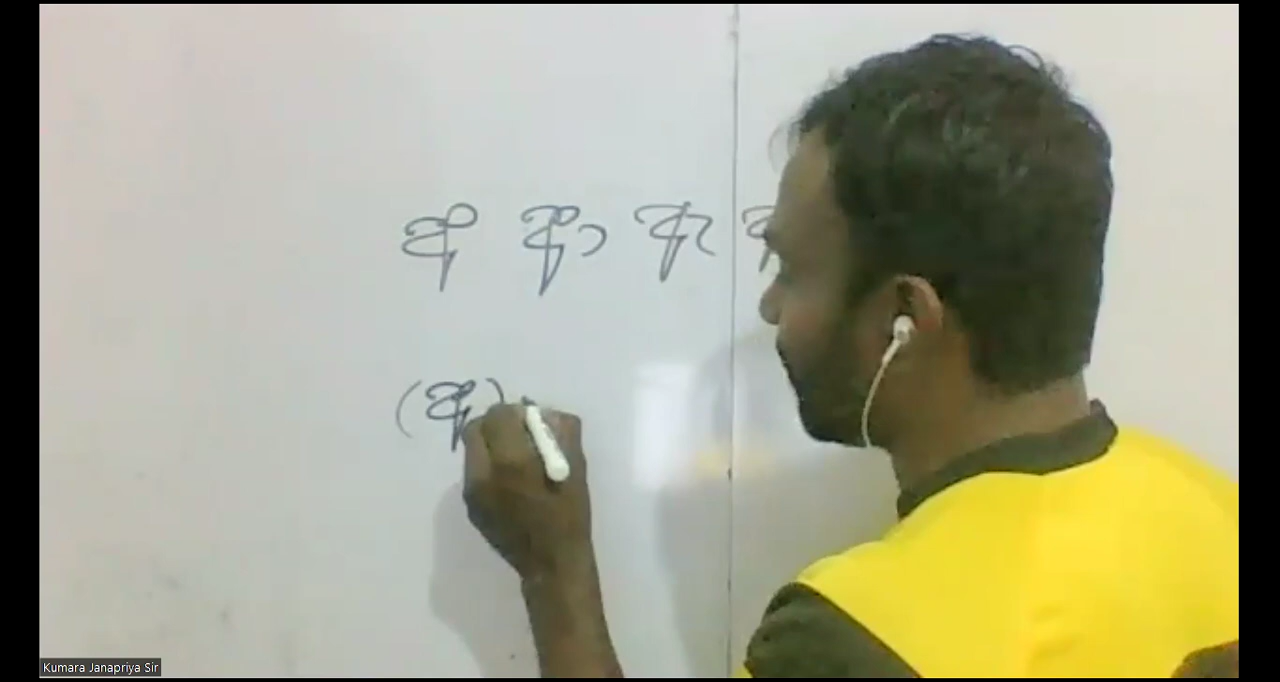 අ ආ ඇ
(අ)
Kumara Janapriya Sir